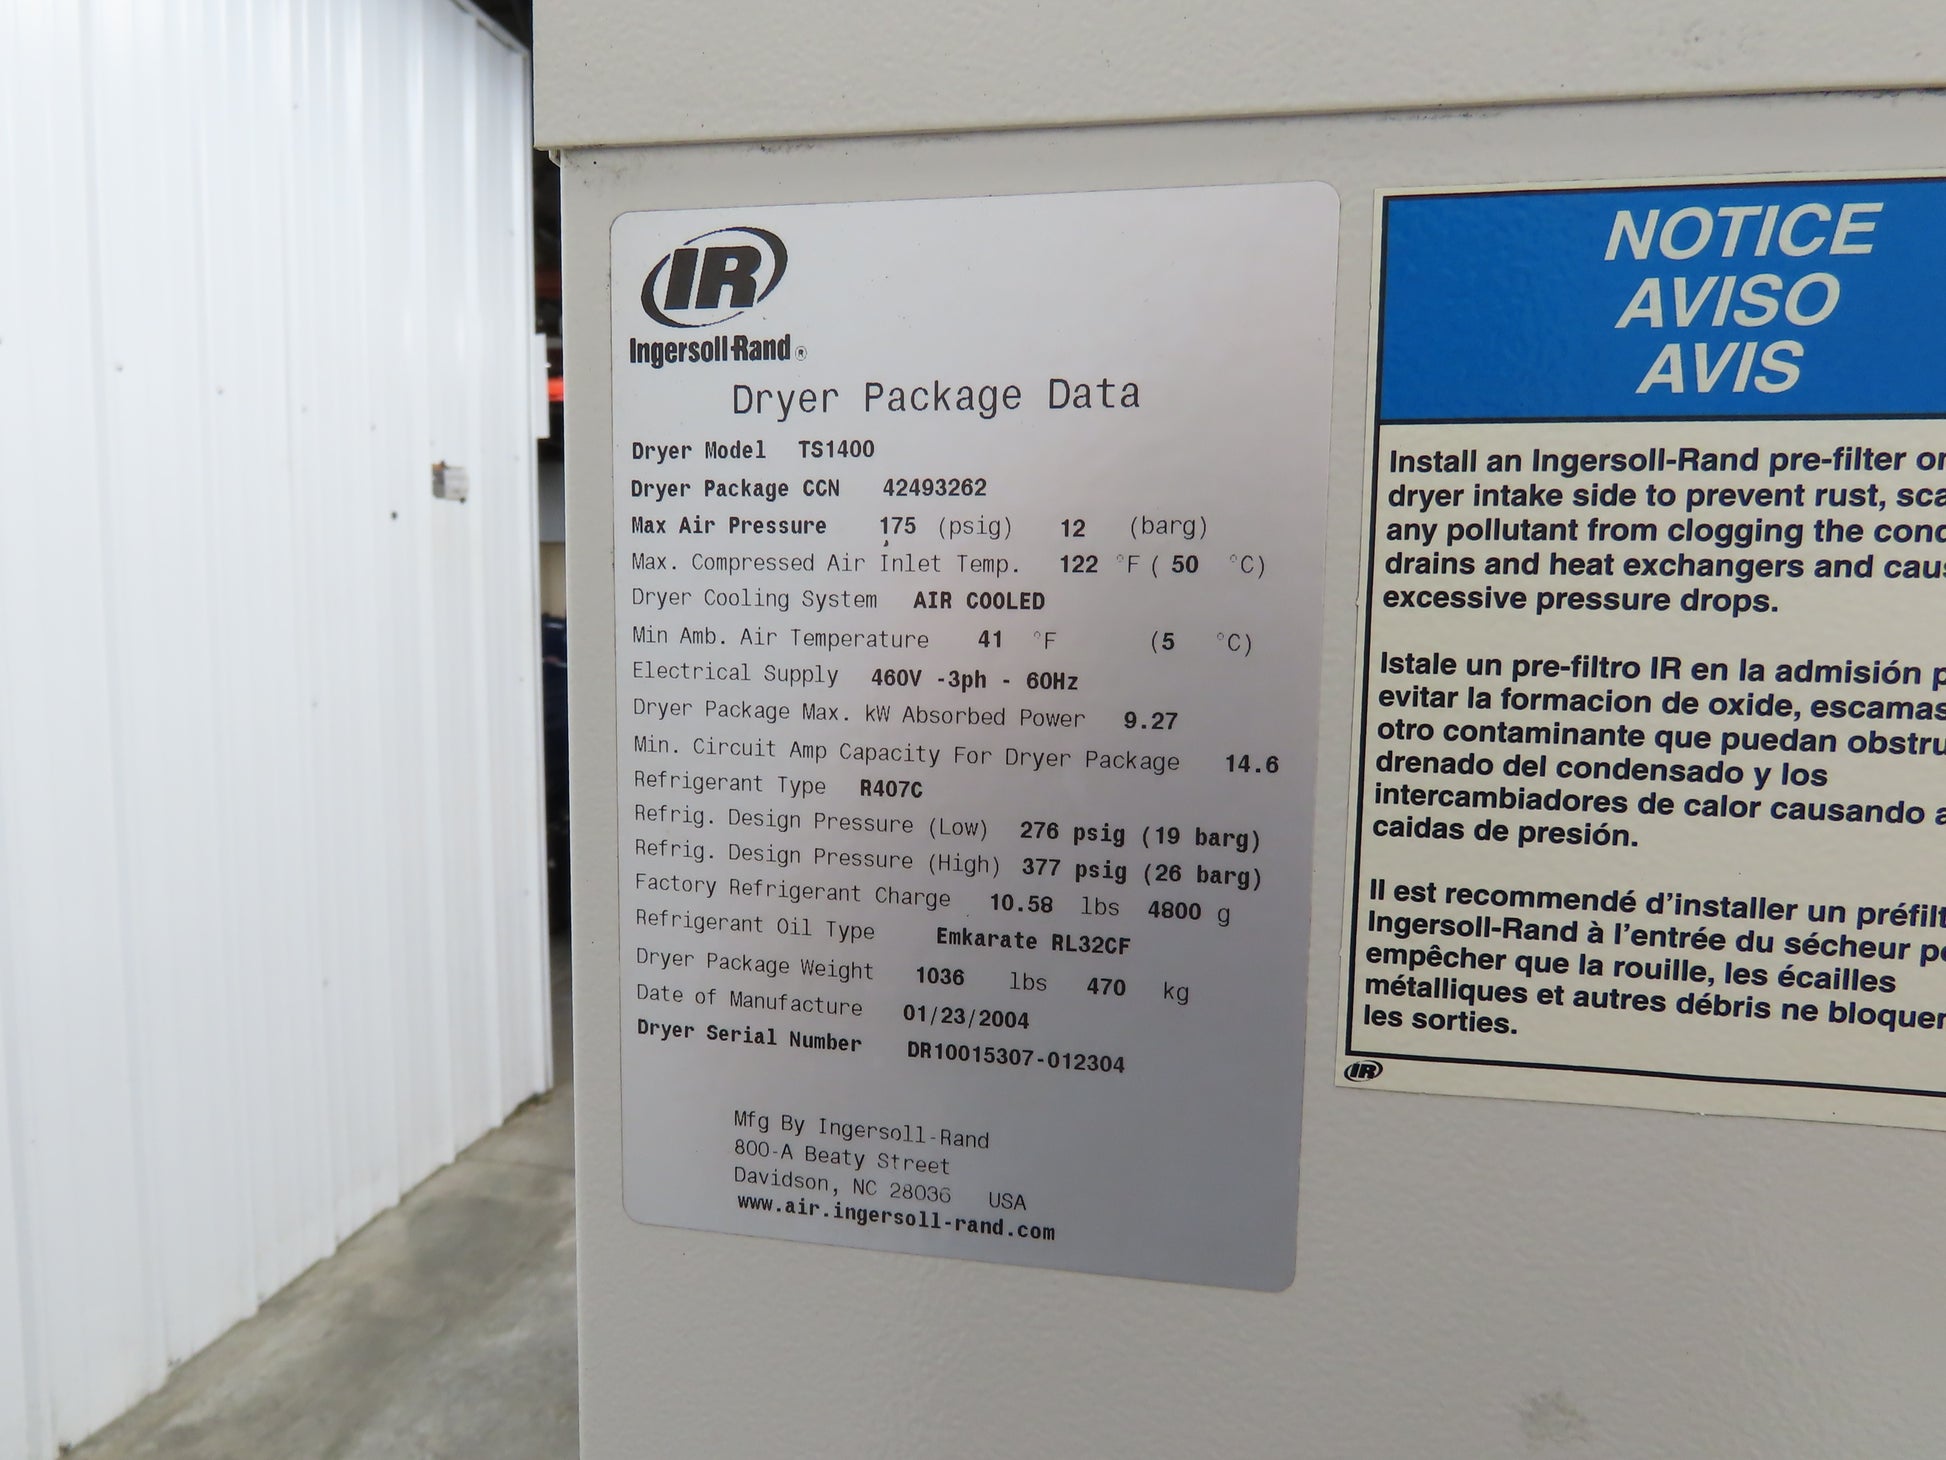 IR
Ingersoll-Rand®
Dryer Package Data
Dryer Model TS1400
Dryer Package CCN 42493262
Max Air Pressure 175 (psig) 12 (barg)
Max. Compressed Air Inlet Temp. 122 °F ( 50 °C)
Dryer Cooling System AIR COOLED
Min Amb. Air Temperature 41 °F (5 °C)
Electrical Supply 460V -3ph - 60Hz
Dryer Package Max. kW Absorbed Power 9.27
Min. Circuit Amp Capacity For Dryer Package 14.6
Refrigerant Type R407C
Refrig. Design Pressure (Low) 276 psig (19 barg)
Refrig. Design Pressure (High) 377 psig (26 barg)
Factory Refrigerant Charge 10.58 lbs 4800 g
Refrigerant Oil Type Emkarate RL32CF
Dryer Package Weight 1036 lbs 470 kg
Date of Manufacture 01/23/2004
Dryer Serial Number DR10015307-012304
Mfg By Ingersoll-Rand
800-A Beaty Street
Davidson, NC 28036 USA
www.air.ingersoll-rand.com
NOTICE
AVISO
AVIS
Install an Ingersoll-Rand pre-filter
dryer intake side to prevent rust,
any pollutant from clogging the
drains and heat exchangers and
excessive pressure drops.
Istale un pre-filtro IR en la admisión
evitar la formacion de oxide, escamas
otro contaminante que puedan
drenado del condensado y los
intercambiadores de calor causando
caidas de presión.
Il est recommendé d'installer un
Ingersoll-Rand à l'entrée du sécheur
empêcher que la rouille, les écailles
métalliques et autres débris ne
les sorties.
IR